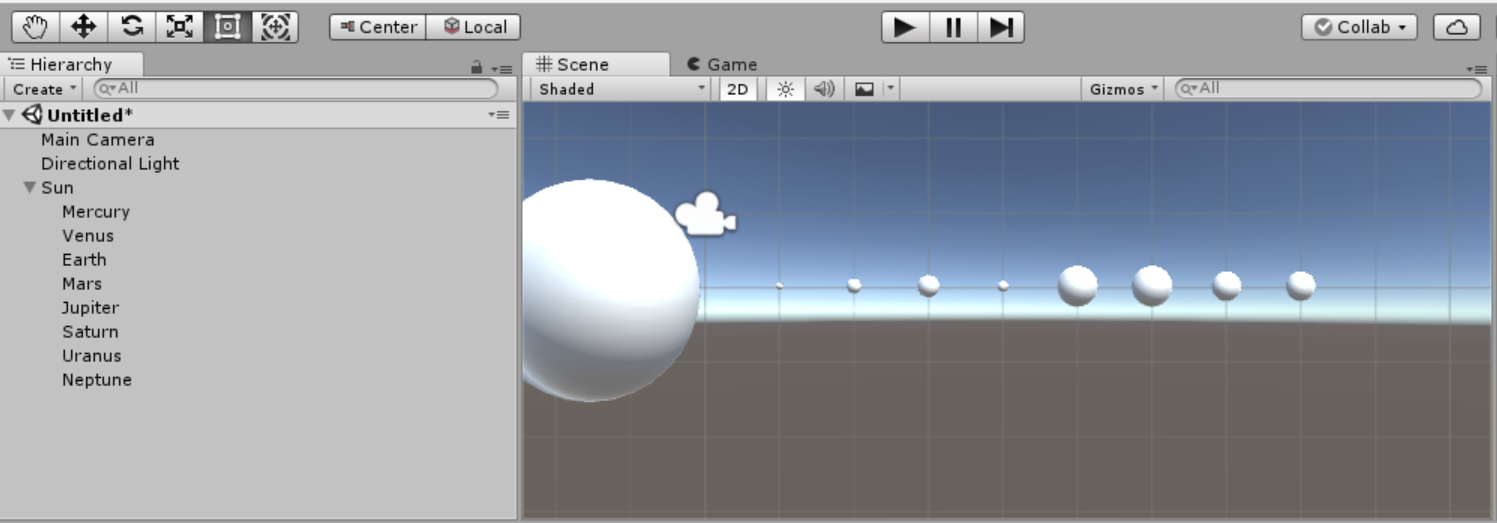 Center Local Collab
Hierarchy
Scene Game
Create All
Shaded 2D Gizmos All
Untitled*
Main Camera
Directional Light
Sun
Mercury
Venus
Earth
Mars
Jupiter
Saturn
Uranus
Neptune